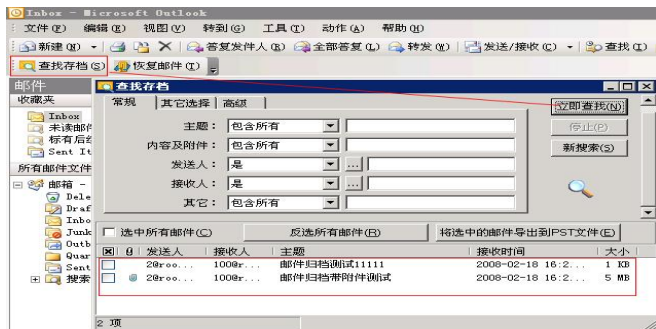 Inbox - Microsoft Outlook
文件(F) 编辑(E) 视图(V) 转到(G) 工具(T) 动作(A) 帮助(H)
新建(N) 答复发件人(R) 全部答复(L) 转发(W) 发送/接收(C) 查找(I)
查找存档(S) 恢复邮件(T)
邮件
收藏夹
Inbox
未读邮件
标有后续
Sent It
所有邮件文件
邮箱 -
Dele
Draf
Inbo
Junk
Outb
Quar
Sent
搜索
查找存档
常规 其它选择 高级
立即查找(N)
主题： 包含所有
停止(P)
内容及附件： 包含所有
新搜索(S)
发送人： 是 ...
接收人： 是 ...
其它： 包含所有
选中所有邮件(C) 反选所有邮件(R) 将选中的邮件导出到PST文件(E)
发送人 接收人 主题 接收时间 大小
2@roo... 100@r... 邮件归档测试11111 2008-02-18 16:2... 1 KB
2@roo... 100@r... 邮件归档带附件测试 2008-02-18 16:2... 5 MB
2 项